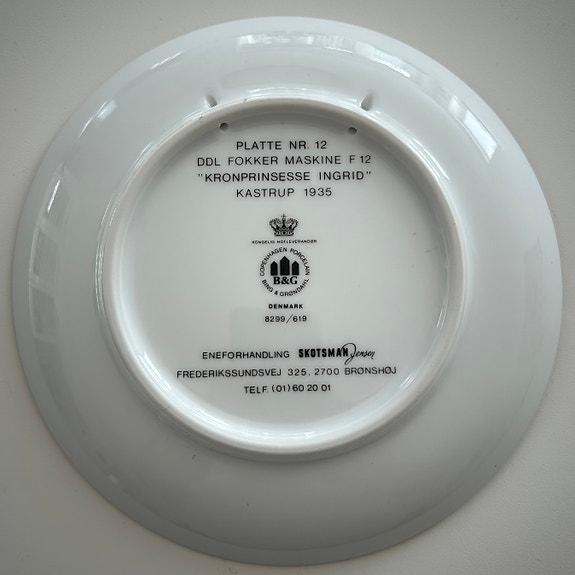 PLATTE NR. 12
DDL FOKKER MASKINE F 12
"KRONPRINSESSE INGRID"
KASTRUP 1935
KONGELIG HOFLEVERANDØR
COPENHAGEN PORCELAIN
B&G
BING & GRØNDAHL
DENMARK
8299/619
ENEFORHANDLING SKOTSMAN Jensen
FREDERIKSSUNDSVEJ 325, 2700 BRØNSHØJ
TELF. (01) 60 20 01